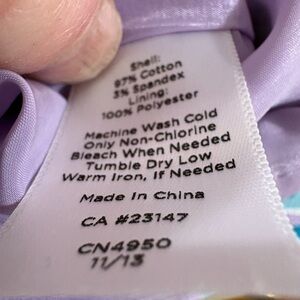 Shell:
97% Cotton
3% Spandex
Lining:
100% Polyester
Machine Wash Cold
Only Non-Chlorine
Bleach When Needed
Tumble Dry Low
Warm Iron, If Needed
Made In China
CA #23147
CN4950
11/13